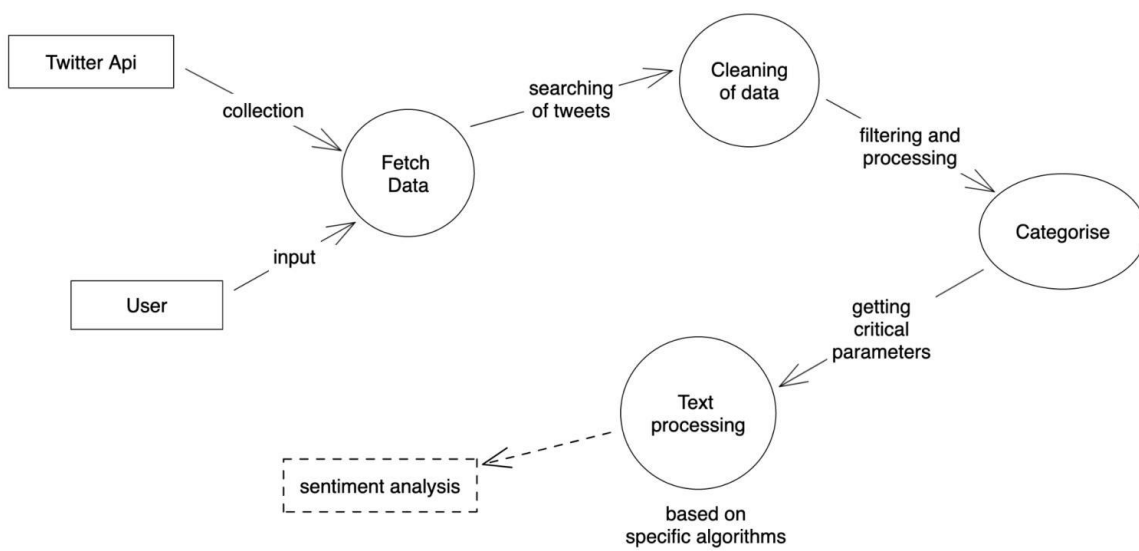 Twitter Api
collection
Fetch
Data
User
input
searching
of tweets
Cleaning
of data
filtering and
processing
Categorise
getting
critical
parameters
Text
processing
based on
specific algorithms
sentiment analysis